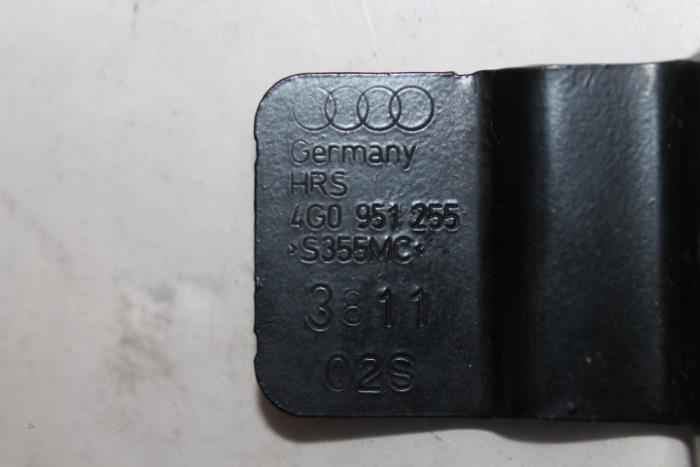 Germany
HRS
4G0 951 255
>S355MC<
3811
02S